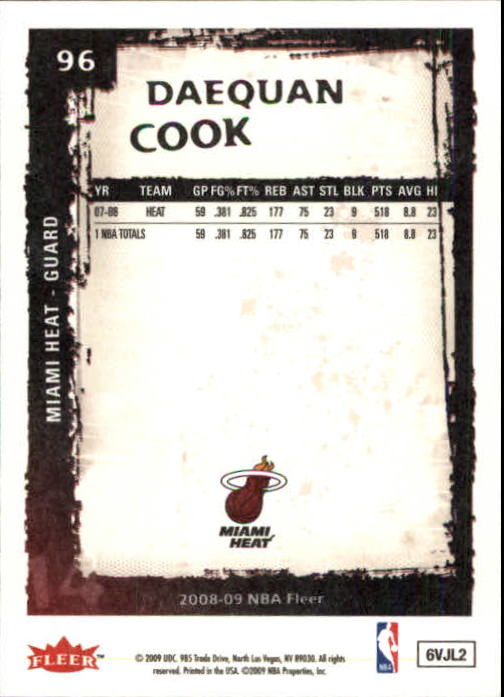 96
DAEQUAN
COOK
YR TEAM GP FG% FT% REB AST STL BLK PTS AVG HI
07-08 HEAT 59 .381 .825 177 75 23 9 518 8.8 23
1 NBA TOTALS 59 .381 .825 177 75 23 9 518 8.8 23
MIAMI HEAT - GUARD
MIAMI
HEAT
2008-09 NBA Fleer
FLEER™
© 2009 UDC. 985 Trade Drive, North Las Vegas, NV 89030. All rights
reserved. Printed in the USA. ©2009 NBA Properties, Inc.
NBA
6VJL2